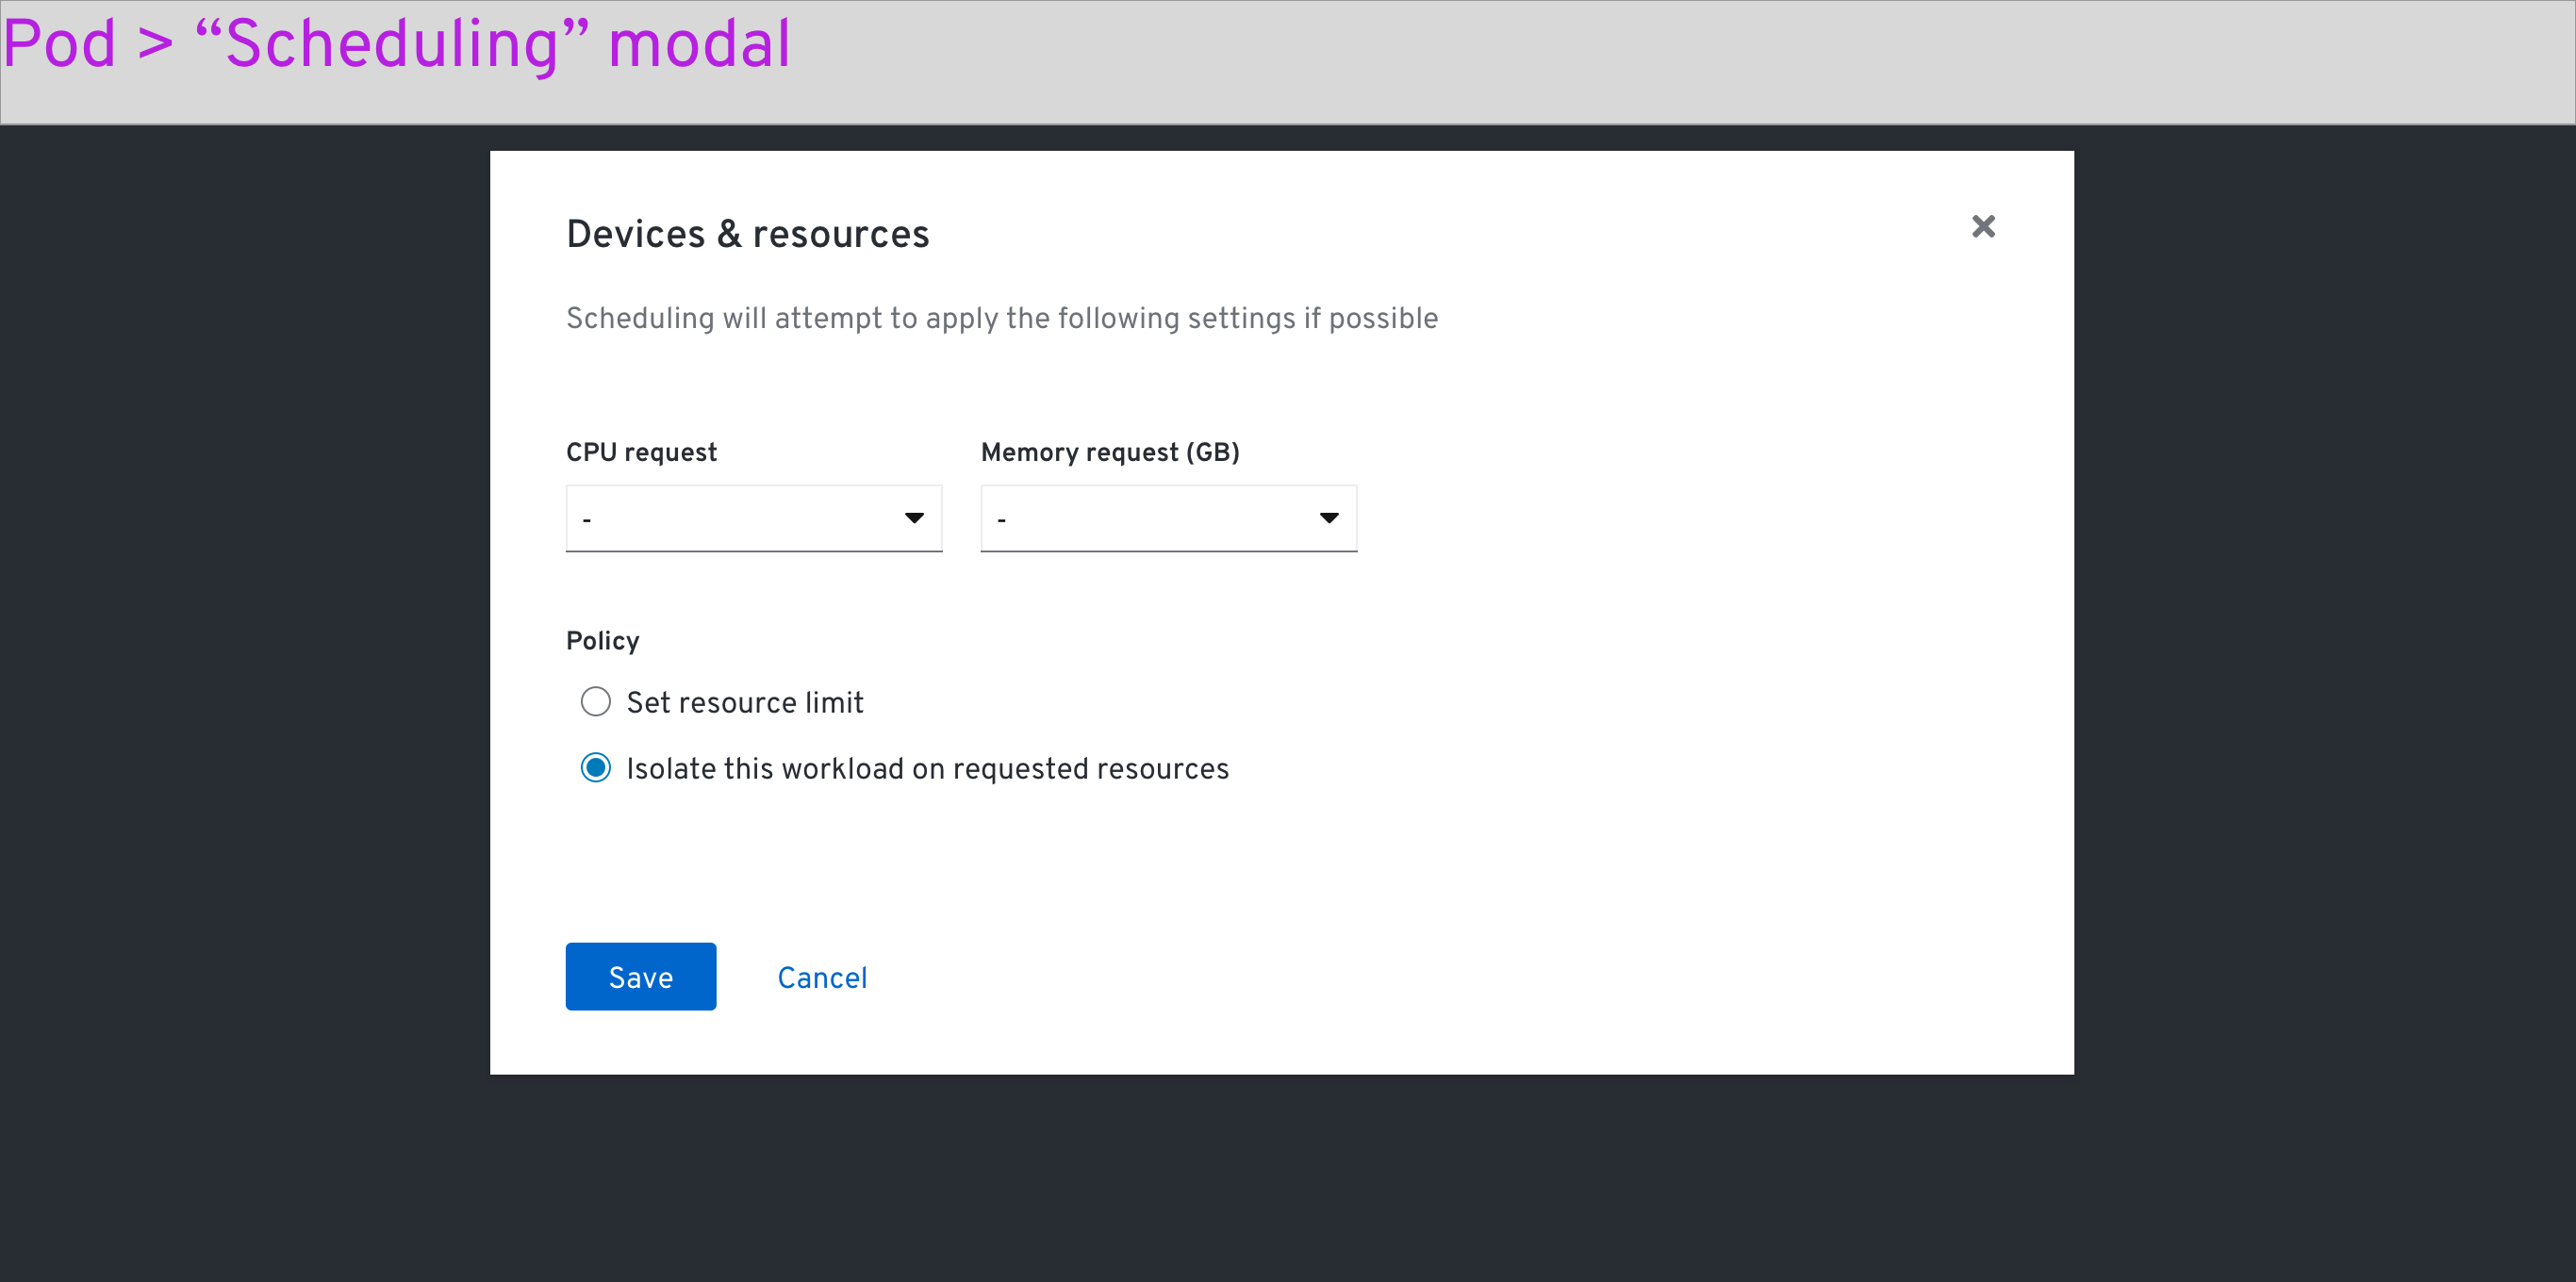 Pod > “Scheduling” modal
Devices & resources
Scheduling will attempt to apply the following settings if possible
CPU request
Memory request (GB)
-
-
Policy
Set resource limit
Isolate this workload on requested resources
Save
Cancel